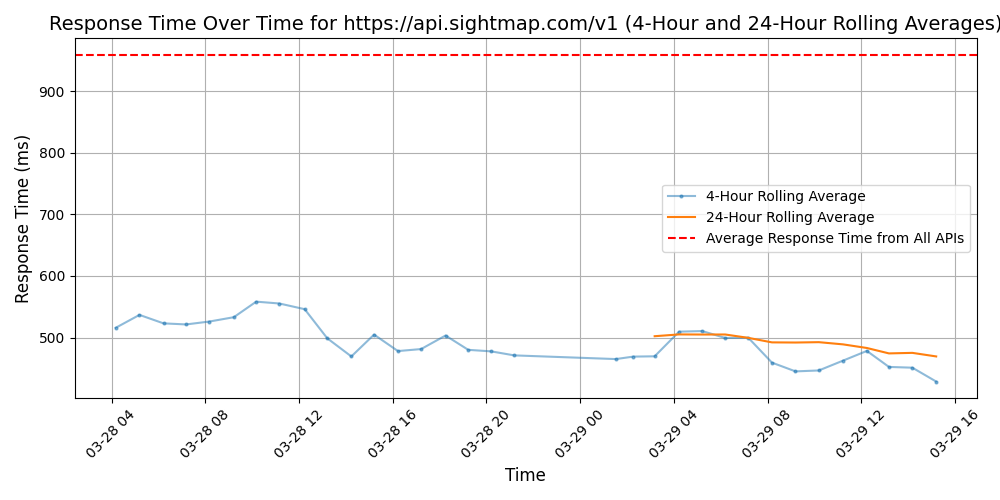 Response Time Over Time for https://api.sightmap.com/v1 (4-Hour and 24-Hour Rolling Averages)
Response Time (ms)
900
800
700
600
500
4-Hour Rolling Average
24-Hour Rolling Average
Average Response Time from All APIs
03-28 04
03-28 08
03-28 12
03-28 16
03-28 20
03-29 00
03-29 04
03-29 08
03-29 12
03-29 16
Time